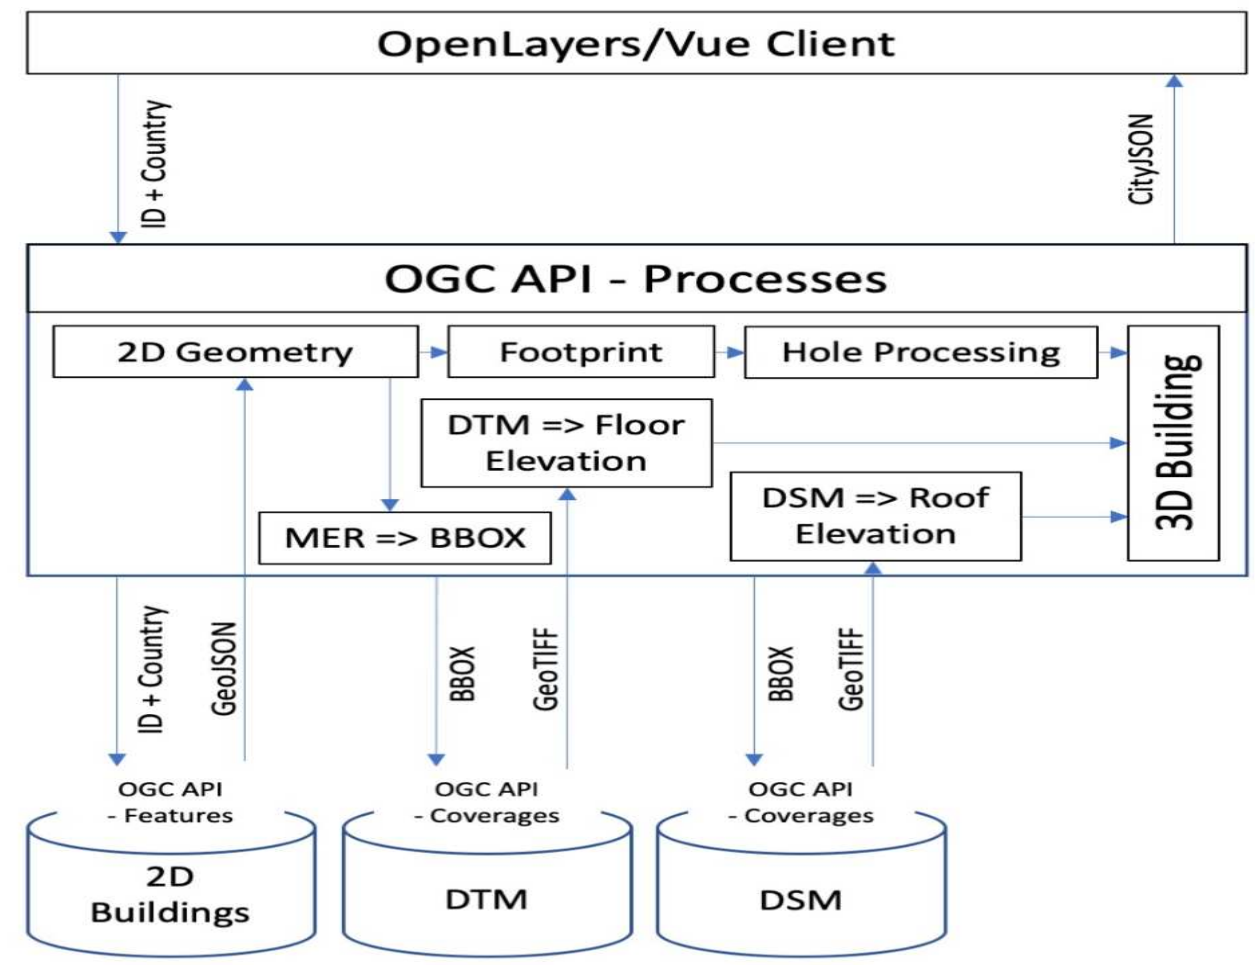 OpenLayers/Vue Client
ID + Country
CityJSON
OGC API - Processes
2D Geometry
Footprint
Hole Processing
3D Building
DTM => Floor
Elevation
DSM => Roof
Elevation
MER => BBOX
ID + Country
GeoJSON
BBOX
GeoTIFF
BBOX
GeoTIFF
OGC API
- Features
OGC API
- Coverages
OGC API
- Coverages
2D
Buildings
DTM
DSM